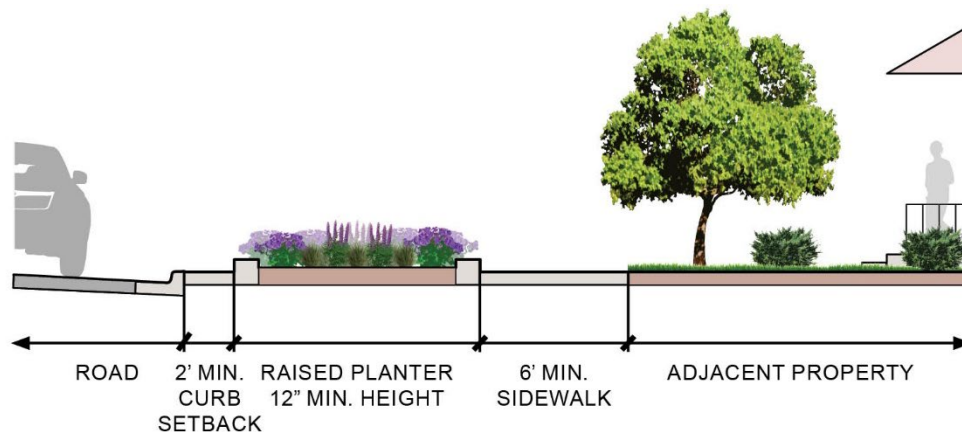 ROAD
2’ MIN.
CURB
SETBACK
RAISED PLANTER
12” MIN. HEIGHT
6’ MIN.
SIDEWALK
ADJACENT PROPERTY